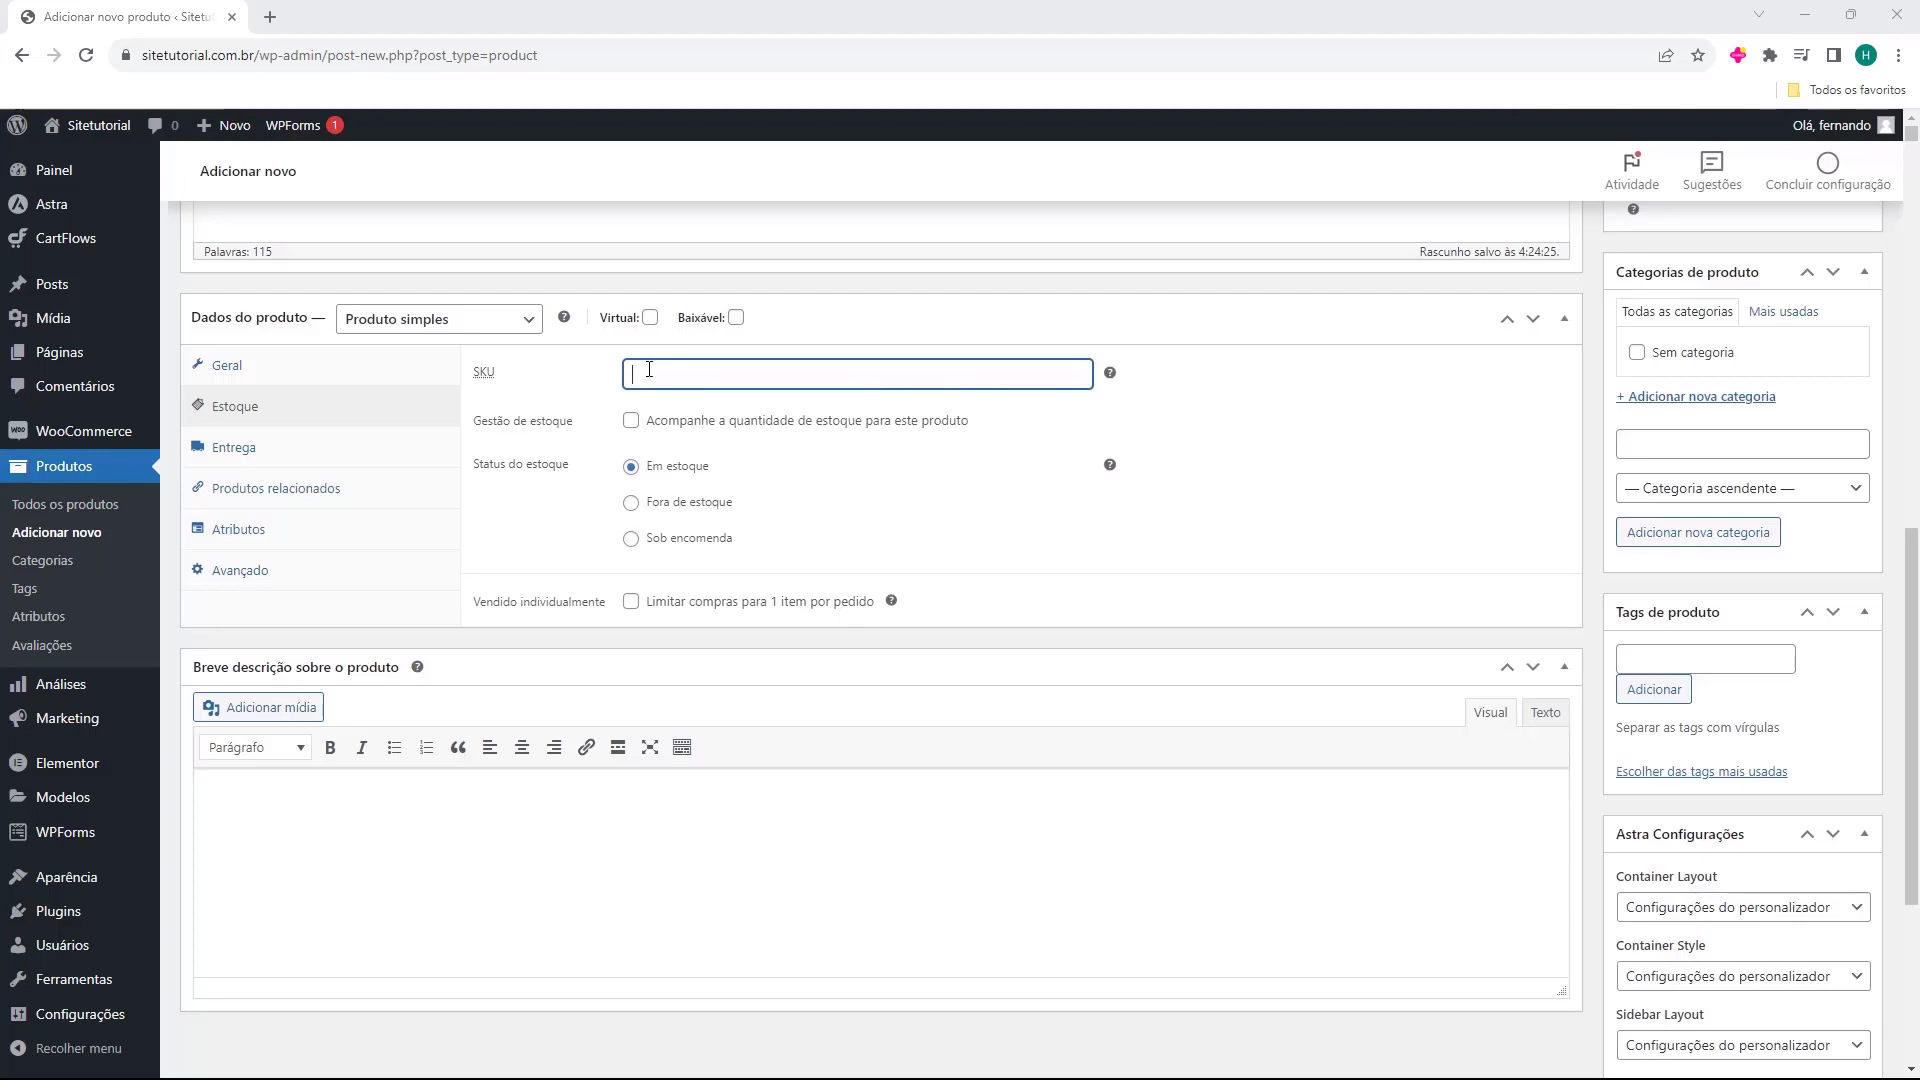 Adicionar novo produto ‹ Sitetu
sitetutorial.com.br/wp-admin/post-new.php?post_type=product
H
Todos os favoritos
Sitetutorial
0
Novo
WPForms
1
Olá, fernando
Painel
Astra
CartFlows
Posts
Mídia
Páginas
Comentários
WooCommerce
Produtos
Todos os produtos
Adicionar novo
Categorias
Tags
Atributos
Avaliações
Análises
Marketing
Elementor
Modelos
WPForms
Aparência
Plugins
Usuários
Ferramentas
Configurações
Recolher menu
Adicionar novo
Atividade
Sugestões
Concluir configuração
Palavras: 115
Rascunho salvo às 4:24:25.
Dados do produto —
Produto simples
Virtual:
Baixável:
Geral
Estoque
Entrega
Produtos relacionados
Atributos
Avançado
SKU
Gestão de estoque
Acompanhe a quantidade de estoque para este produto
Status do estoque
Em estoque
Fora de estoque
Sob encomenda
Vendido individualmente
Limitar compras para 1 item por pedido
Breve descrição sobre o produto
Adicionar mídia
Visual
Texto
Parágrafo
Categorias de produto
Todas as categorias
Mais usadas
Sem categoria
+ Adicionar nova categoria
— Categoria ascendente —
Adicionar nova categoria
Tags de produto
Adicionar
Separar as tags com vírgulas
Escolher das tags mais usadas
Astra Configurações
Container Layout
Configurações do personalizador
Container Style
Configurações do personalizador
Sidebar Layout
Configurações do personalizador